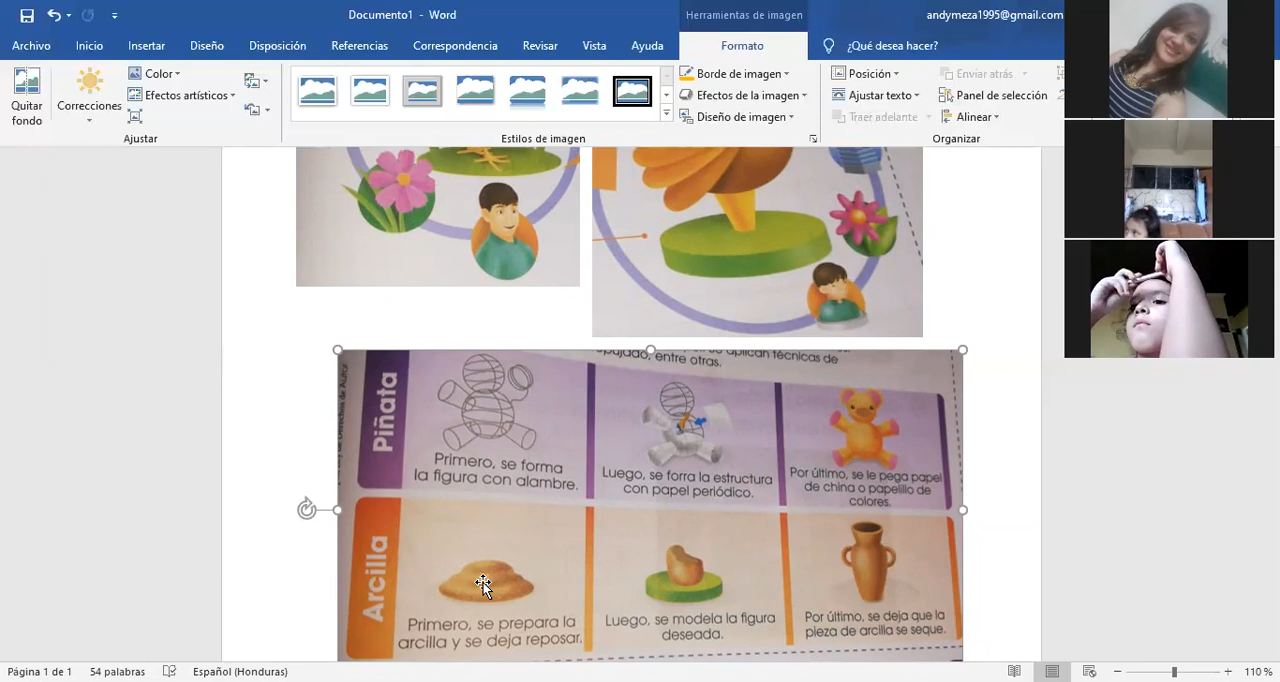 Documento1 - Word
Herramientas de imagen
andymeza1995@gmail.com
Archivo
Inicio
Insertar
Diseño
Disposición
Referencias
Correspondencia
Revisar
Vista
Ayuda
Formato
¿Qué desea hacer?
Quitar
fondo
Correcciones
Color
Efectos artísticos
Ajustar
Estilos de imagen
Borde de imagen
Efectos de la imagen
Diseño de imagen
Posición
Ajustar texto
Traer adelante
Enviar atrás
Panel de selección
Alinear
Organizar
aplican técnicas de
entre otras.
Piñata
Primero, se forma
la figura con alambre.
Luego, se forra la estructura
con papel periódico.
Por último, se le pega papel
de china o papelillo de
colores.
Arcilla
Primero, se prepara la
arcilla y se deja reposar.
Luego, se modela la figura
deseada.
Por último, se deja que la
pieza de arcilla se seque.
Derechos de Autor
Página 1 de 1
54 palabras
Español (Honduras)
110 %